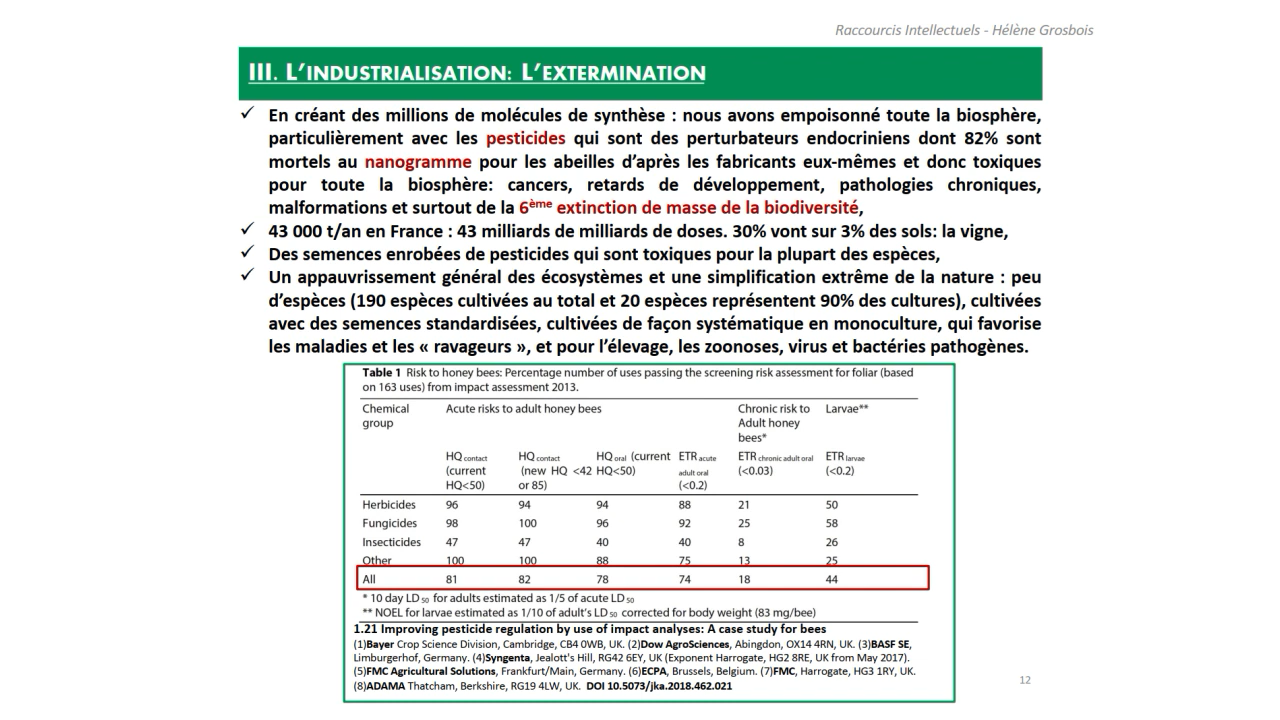 Raccourcis Intellectuels - Hélène Grosbois
III. L'INDUSTRIALISATION: L'EXTERMINATION
✓ En créant des millions de molécules de synthèse : nous avons empoisonné toute la biosphère,
particulièrement avec les pesticides qui sont des perturbateurs endocriniens dont 82% sont
mortels au nanogramme pour les abeilles d'après les fabricants eux-mêmes et donc toxiques
pour toute la biosphère: cancers, retards de développement, pathologies chroniques,
malformations et surtout de la 6ème extinction de masse de la biodiversité,
✓ 43 000 t/an en France : 43 milliards de milliards de doses. 30% vont sur 3% des sols: la vigne,
✓ Des semences enrobées de pesticides qui sont toxiques pour la plupart des espèces,
✓ Un appauvrissement général des écosystèmes et une simplification extrême de la nature : peu
d'espèces (190 espèces cultivées au total et 20 espèces représentent 90% des cultures), cultivées
avec des semences standardisées, cultivées de façon systématique en monoculture, qui favorise
les maladies et les « ravageurs », et pour l'élevage, les zoonoses, virus et bactéries pathogènes.
Table 1 Risk to honey bees: Percentage number of uses passing the screening risk assessment for foliar (based
on 163 uses) from impact assessment 2013.
Chemical Acute risks to adult honey bees Chronic risk to Larvae**
group Adult honey
bees*
HQ contact HQ contact HQ oral (current ETR acute ETR chronic adult oral ETR larvae
(current (new HQ <42 HQ<50) adult oral (<0.03) (<0.2)
HQ<50) or 85) (<0.2)
Herbicides 96 94 94 88 21 50
Fungicides 98 100 96 92 25 58
Insecticides 47 47 40 40 8 26
Other 100 100 88 75 13 25
All 81 82 78 74 18 44
* 10 day LD 50 for adults estimated as 1/5 of acute LD 50
** NOEL for larvae estimated as 1/10 of adult's LD 50 corrected for body weight (83 mg/bee)
1.21 Improving pesticide regulation by use of impact analyses: A case study for bees
(1)Bayer Crop Science Division, Cambridge, CB4 0WB, UK. (2)Dow AgroSciences, Abingdon, OX14 4RN, UK. (3)BASF SE,
Limburgerhof, Germany. (4)Syngenta, Jealott's Hill, RG42 6EY, UK (Exponent Harrogate, HG2 8RE, UK from May 2017).
(5)FMC Agricultural Solutions, Frankfurt/Main, Germany. (6)ECPA, Brussels, Belgium. (7)FMC, Harrogate, HG3 1RY, UK.
(8)ADAMA Thatcham, Berkshire, RG19 4LW, UK. DOI 10.5073/jka.2018.462.021
12